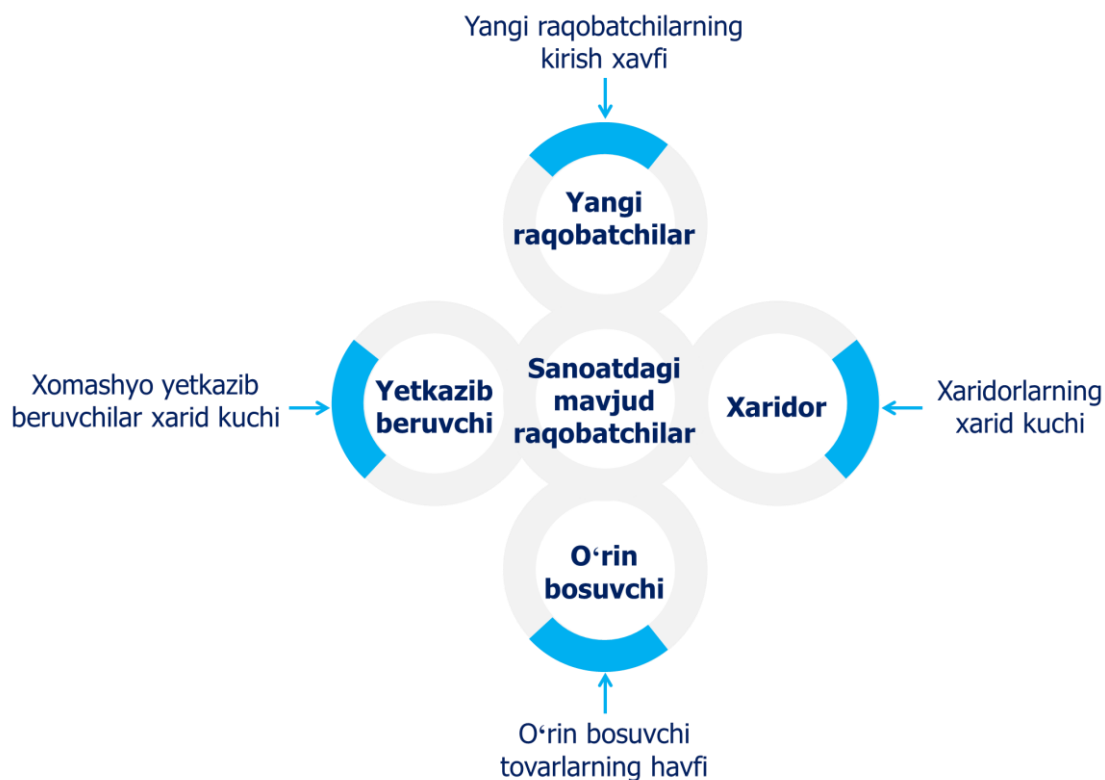 Yangi raqobatchilarning
kirish xavfi
Yangi
raqobatchilar
Xomashyo yetkazib
beruvchilar xarid kuchi
Yetkazib
beruvchi
Sanoatdagi
mavjud
raqobatchilar
Xaridor
Xaridorlarning
xarid kuchi
O‘rin
bosuvchi
O‘rin bosuvchi
tovarlarning havfi